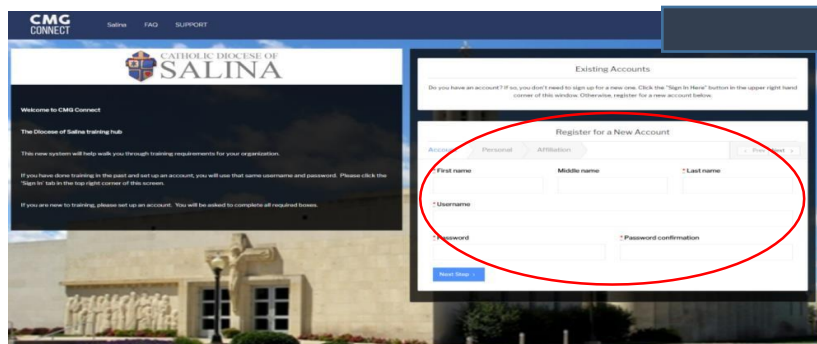 CMG
CONNECT
Salina FAQ SUPPORT
CATHOLIC DIOCESE OF
SALINA
Welcome to CMG Connect
The Diocese of Salina training hub
This new system will help walk you through training requirements for your organization.
If you have done training in the past and set up an account, you will use that same username and password. Please click the
'Sign In' tab in the top right corner of this screen.
If you are new to training, please set up an account. You will be asked to complete all required boxes.
Existing Accounts
Do you have an account? If so, you don't need to sign up for a new one. Click the "Sign In Here" button in the upper right hand
corner of this window. Otherwise, register for a new account below.
Register for a New Account
Account Personal Affiliation < Prev Next >
* First name Middle name * Last name
* Username
* Password * Password confirmation
Next Step >